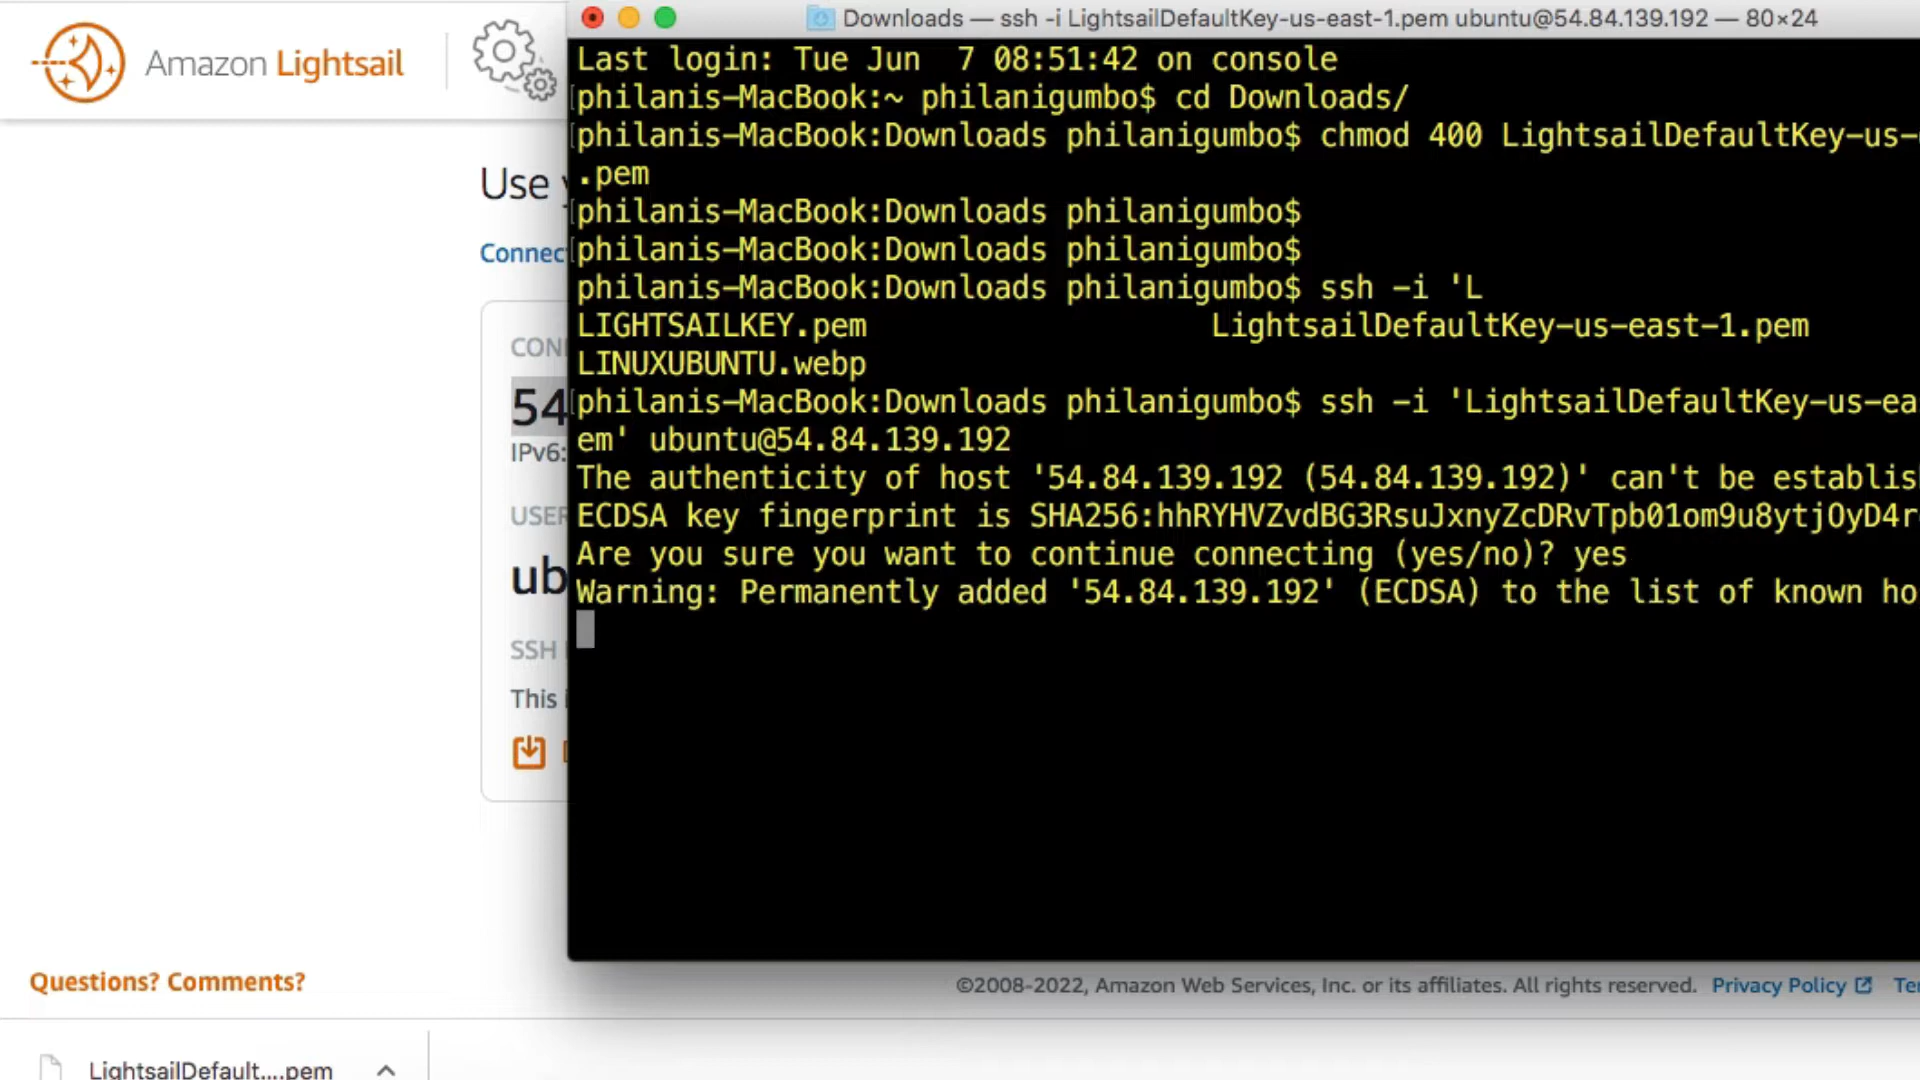 Amazon Lightsail
Use
Connec
CON
54
IPv6:
USER
ub
SSH
This
Downloads — ssh -i LightsailDefaultKey-us-east-1.pem ubuntu@54.84.139.192 — 80×24
Last login: Tue Jun  7 08:51:42 on console
philanis-MacBook:~ philanigumbo$ cd Downloads/
philanis-MacBook:Downloads philanigumbo$ chmod 400 LightsailDefaultKey-us-
.pem
philanis-MacBook:Downloads philanigumbo$
philanis-MacBook:Downloads philanigumbo$
philanis-MacBook:Downloads philanigumbo$ ssh -i 'L
LIGHTSAILKEY.pem                   LightsailDefaultKey-us-east-1.pem
LINUXUBUNTU.webp
philanis-MacBook:Downloads philanigumbo$ ssh -i 'LightsailDefaultKey-us-ea
em' ubuntu@54.84.139.192
The authenticity of host '54.84.139.192 (54.84.139.192)' can't be establis
ECDSA key fingerprint is SHA256:hhRYHVZvdBG3RsuJxnyZcDRvTpb01om9u8ytjOyD4r
Are you sure you want to continue connecting (yes/no)? yes
Warning: Permanently added '54.84.139.192' (ECDSA) to the list of known ho
Questions? Comments?
©2008-2022, Amazon Web Services, Inc. or its affiliates. All rights reserved. Privacy Policy Te
LightsailDefault....pem